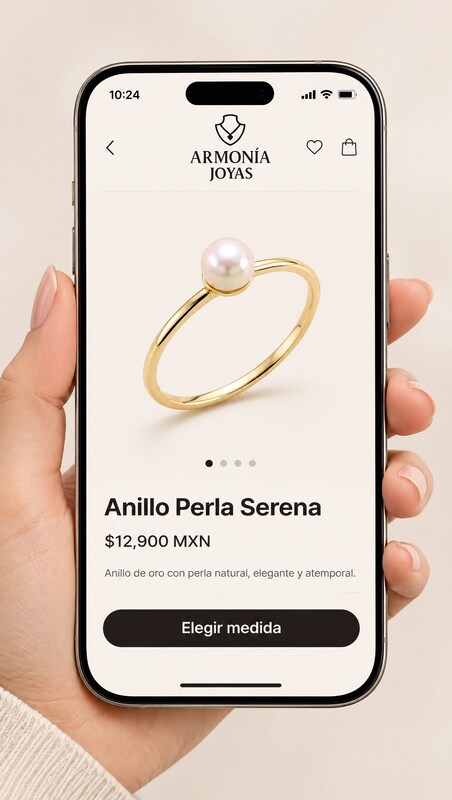 10:24
ARMONÍA
JOYAS
Anillo Perla Serena
$12,900 MXN
Anillo de oro con perla natural, elegante y atemporal.
Elegir medida